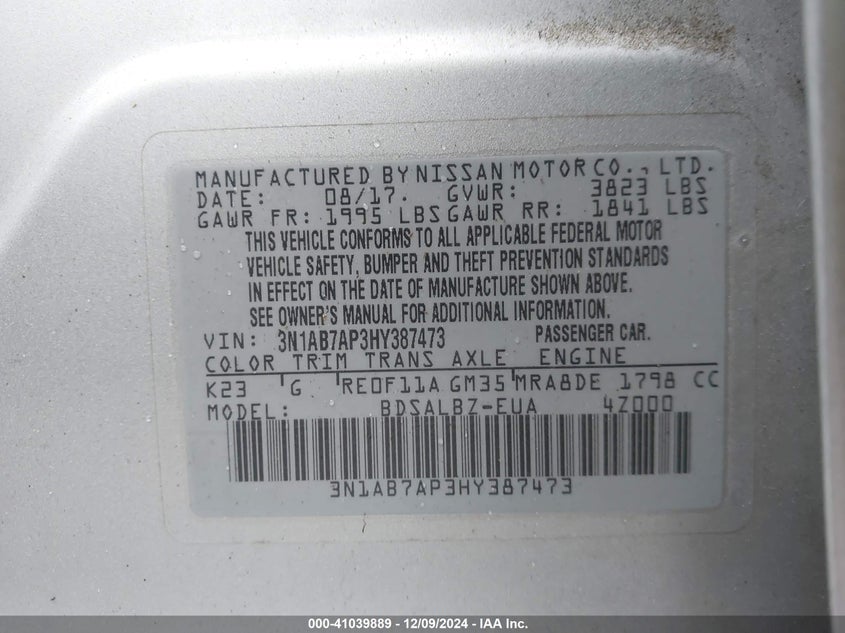 MANUFACTURED BY NISSAN MOTOR CO., LTD.
DATE: 08/17. GVWR: 3823 LBS
GAWR FR: 1995 LBS GAWR RR: 1841 LBS
THIS VEHICLE CONFORMS TO ALL APPLICABLE FEDERAL MOTOR
VEHICLE SAFETY, BUMPER AND THEFT PREVENTION STANDARDS
IN EFFECT ON THE DATE OF MANUFACTURE SHOWN ABOVE.
SEE OWNER'S MANUAL FOR ADDITIONAL INFORMATION.
VIN: 3N1AB7AP3HY387473 PASSENGER CAR.
COLOR TRIM TRANS AXLE ENGINE
K23 G RE0F11A GM35 MRA8DE 1798 CC
MODEL: BDSALBZ-EUA 4Z000
3N1AB7AP3HY387473
000-41039889 - 12/09/2024 - IAA Inc.